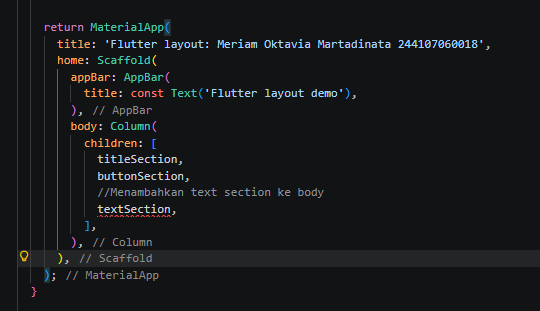 return MaterialApp(
title: 'Flutter layout: Meriam Oktavia Martadinata 244107060018',
home: Scaffold(
appBar: AppBar(
title: const Text('Flutter layout demo'),
), // AppBar
body: Column(
children: [
titleSection,
buttonSection,
//Menambahkan text section ke body
textSection,
],
), // Column
), // Scaffold
); // MaterialApp
}